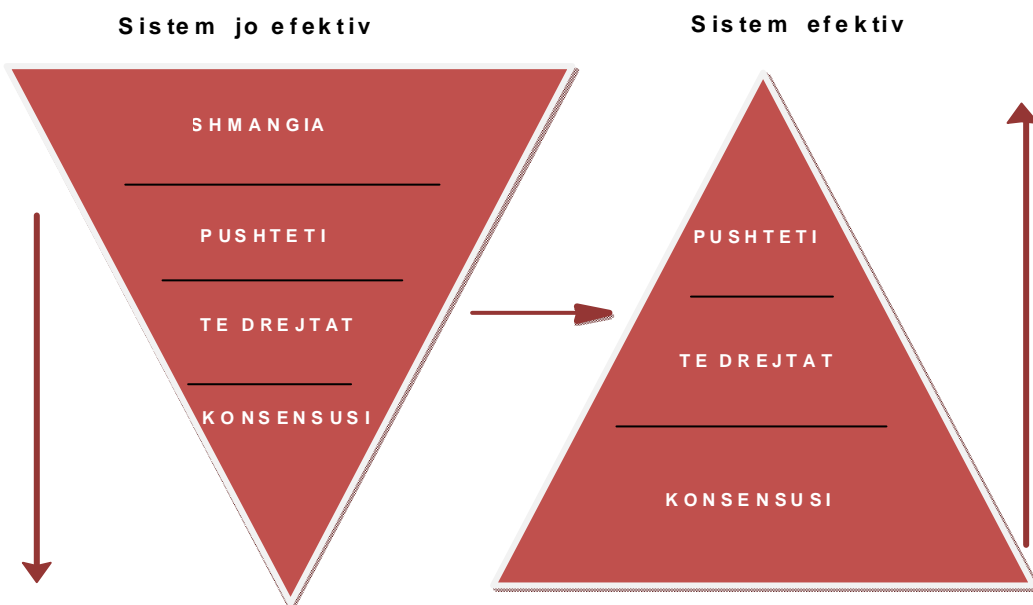 Sistem jo efektiv
SHMANGIA
PUSHTETI
TE DREJTAT
KONSENSUSI
Sistem efektiv
PUSHTETI
TE DREJTAT
KONSENSUSI